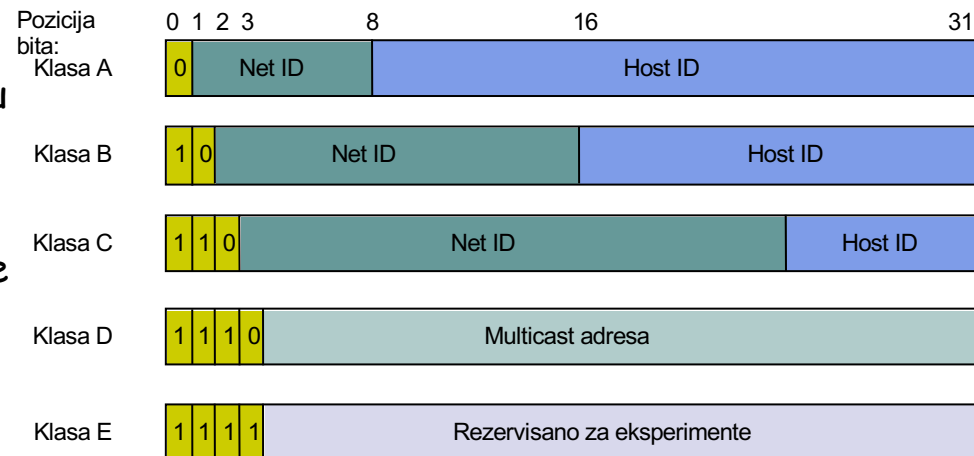 Pozicija bita: 0 1 2 3 8 16 31
Klasa A 0 Net ID Host ID
u
Klasa B 1 0 Net ID Host ID
Klasa C 1 1 0 Net ID Host ID
e
Klasa D 1 1 1 0 Multicast adresa
Klasa E 1 1 1 1 Rezervisano za eksperimente